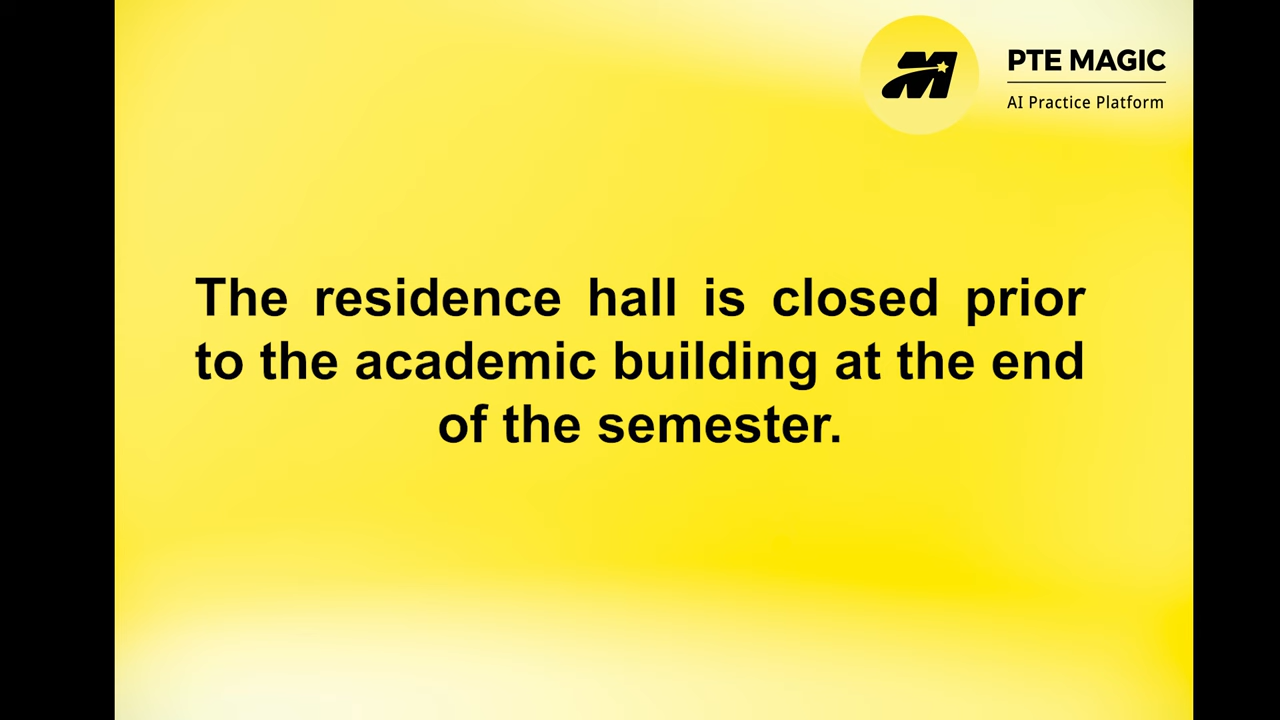 PTE MAGIC
AI Practice Platform
The residence hall is closed prior
to the academic building at the end
of the semester.